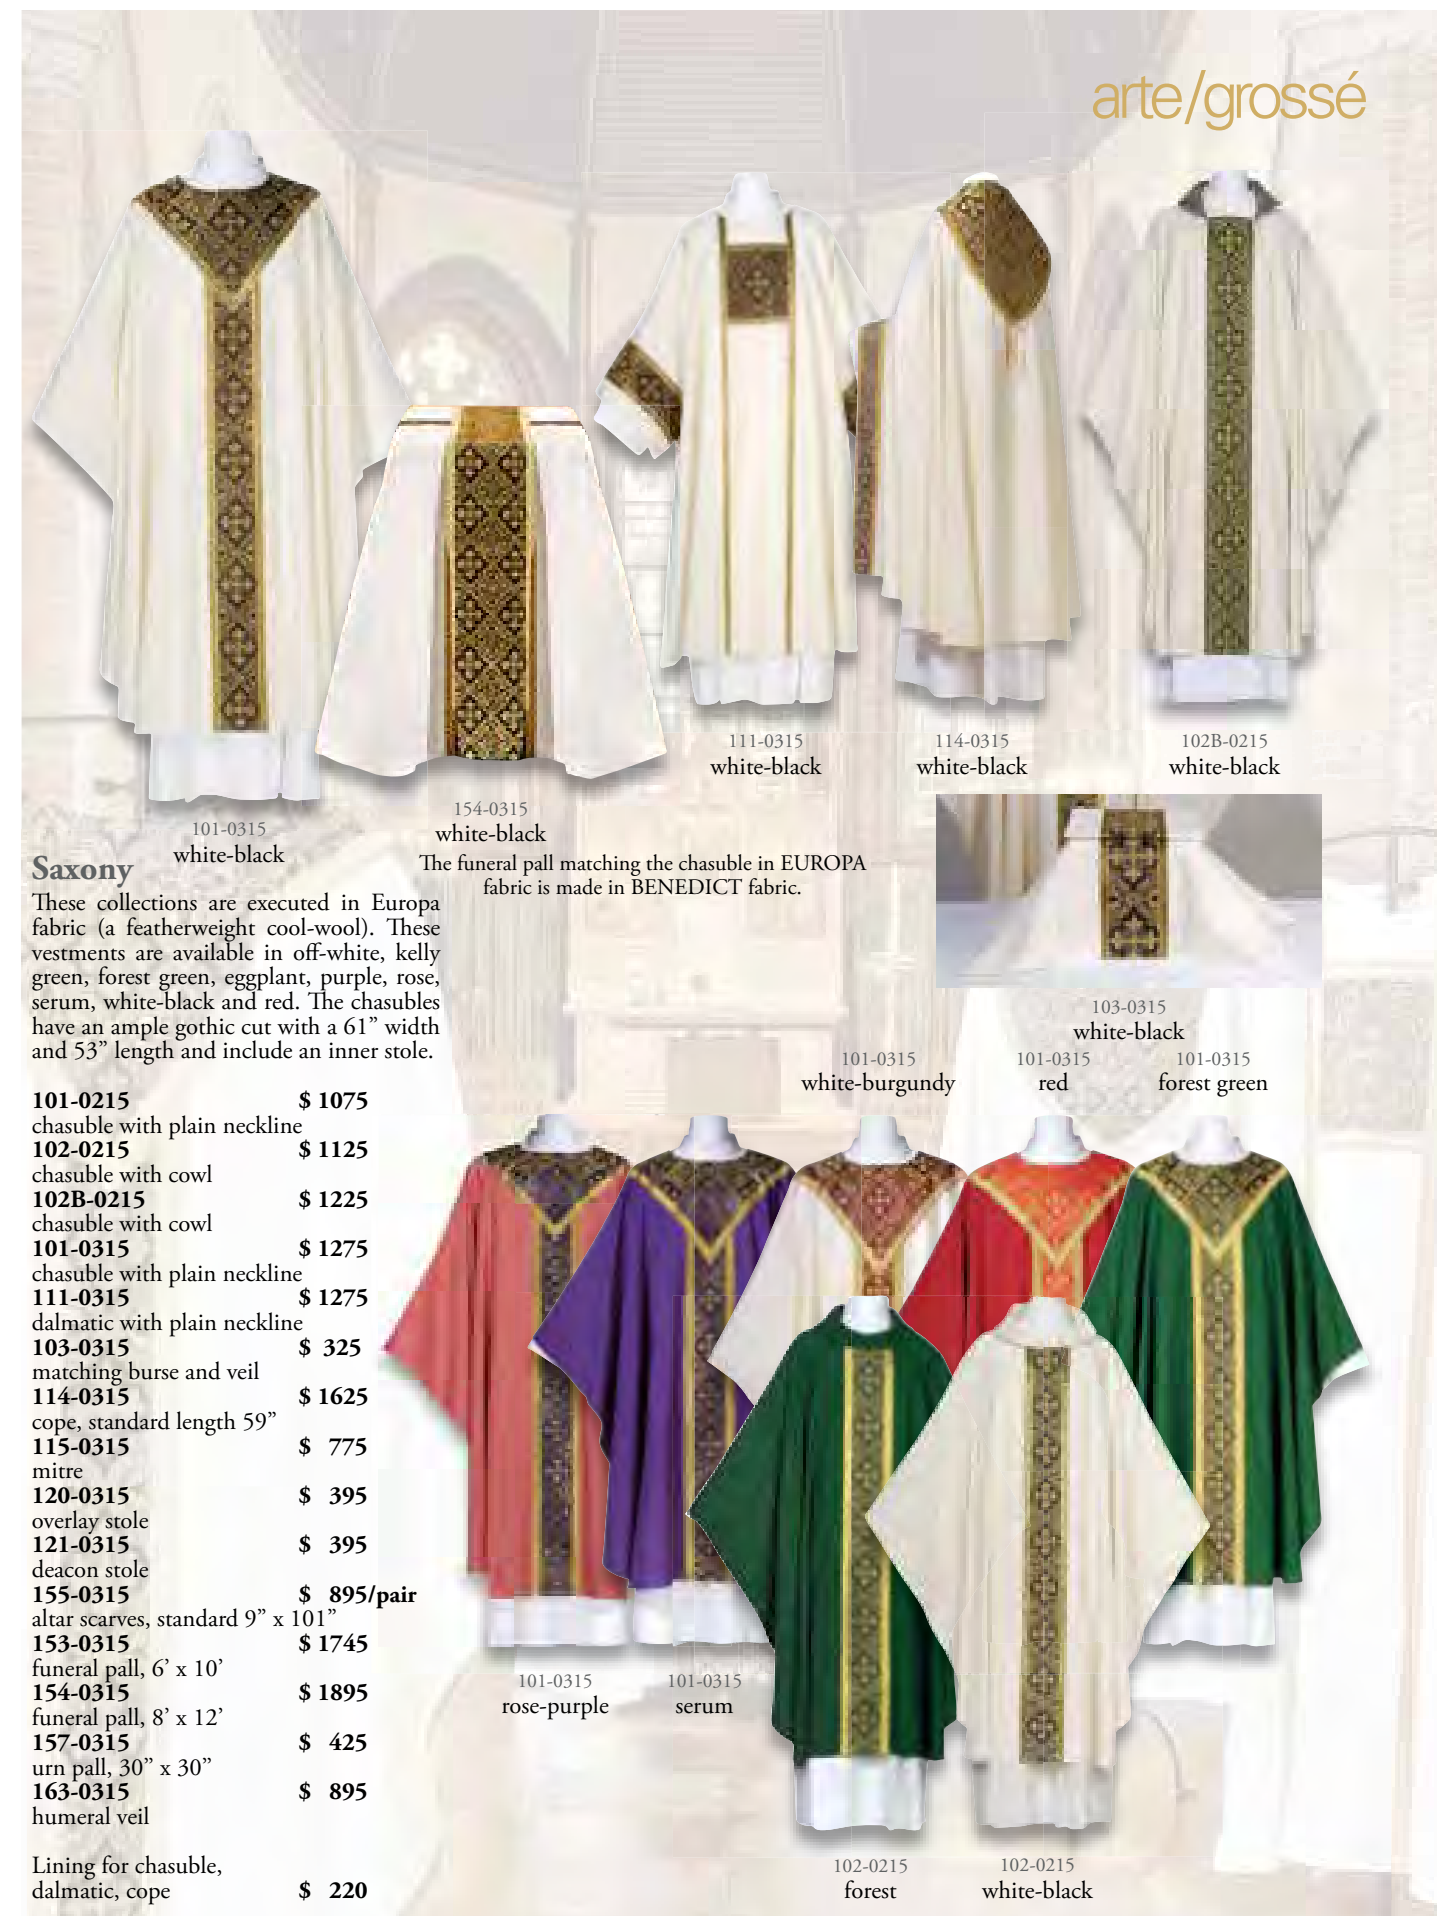 arte/grossé
111-0315
white-black
114-0315
white-black
102B-0215
white-black
154-0315
white-black
The funeral pall matching the chasuble in EUROPA
fabric is made in BENEDICT fabric.
101-0315
white-black
Saxony
These collections are executed in Europa
fabric (a featherweight cool-wool). These
vestments are available in off-white, kelly
green, forest green, eggplant, purple, rose,
serum, white-black and red. The chasubles
have an ample gothic cut with a 61” width
and 53” length and include an inner stole.
103-0315
white-black
101-0315
white-burgundy
101-0315
red
101-0315
forest green
101-0215 $ 1075
chasuble with plain neckline
102-0215 $ 1125
chasuble with cowl
102B-0215 $ 1225
chasuble with cowl
101-0315 $ 1275
chasuble with plain neckline
111-0315 $ 1275
dalmatic with plain neckline
103-0315 $ 325
matching burse and veil
114-0315 $ 1625
cope, standard length 59”
115-0315 $ 775
mitre
120-0315 $ 395
overlay stole
121-0315 $ 395
deacon stole
155-0315 $ 895/pair
altar scarves, standard 9” x 101”
153-0315 $ 1745
funeral pall, 6’ x 10’
154-0315 $ 1895
funeral pall, 8’ x 12’
157-0315 $ 425
urn pall, 30” x 30”
163-0315 $ 895
humeral veil
Lining for chasuble,
dalmatic, cope $ 220
101-0315
rose-purple
101-0315
serum
102-0215
forest
102-0215
white-black